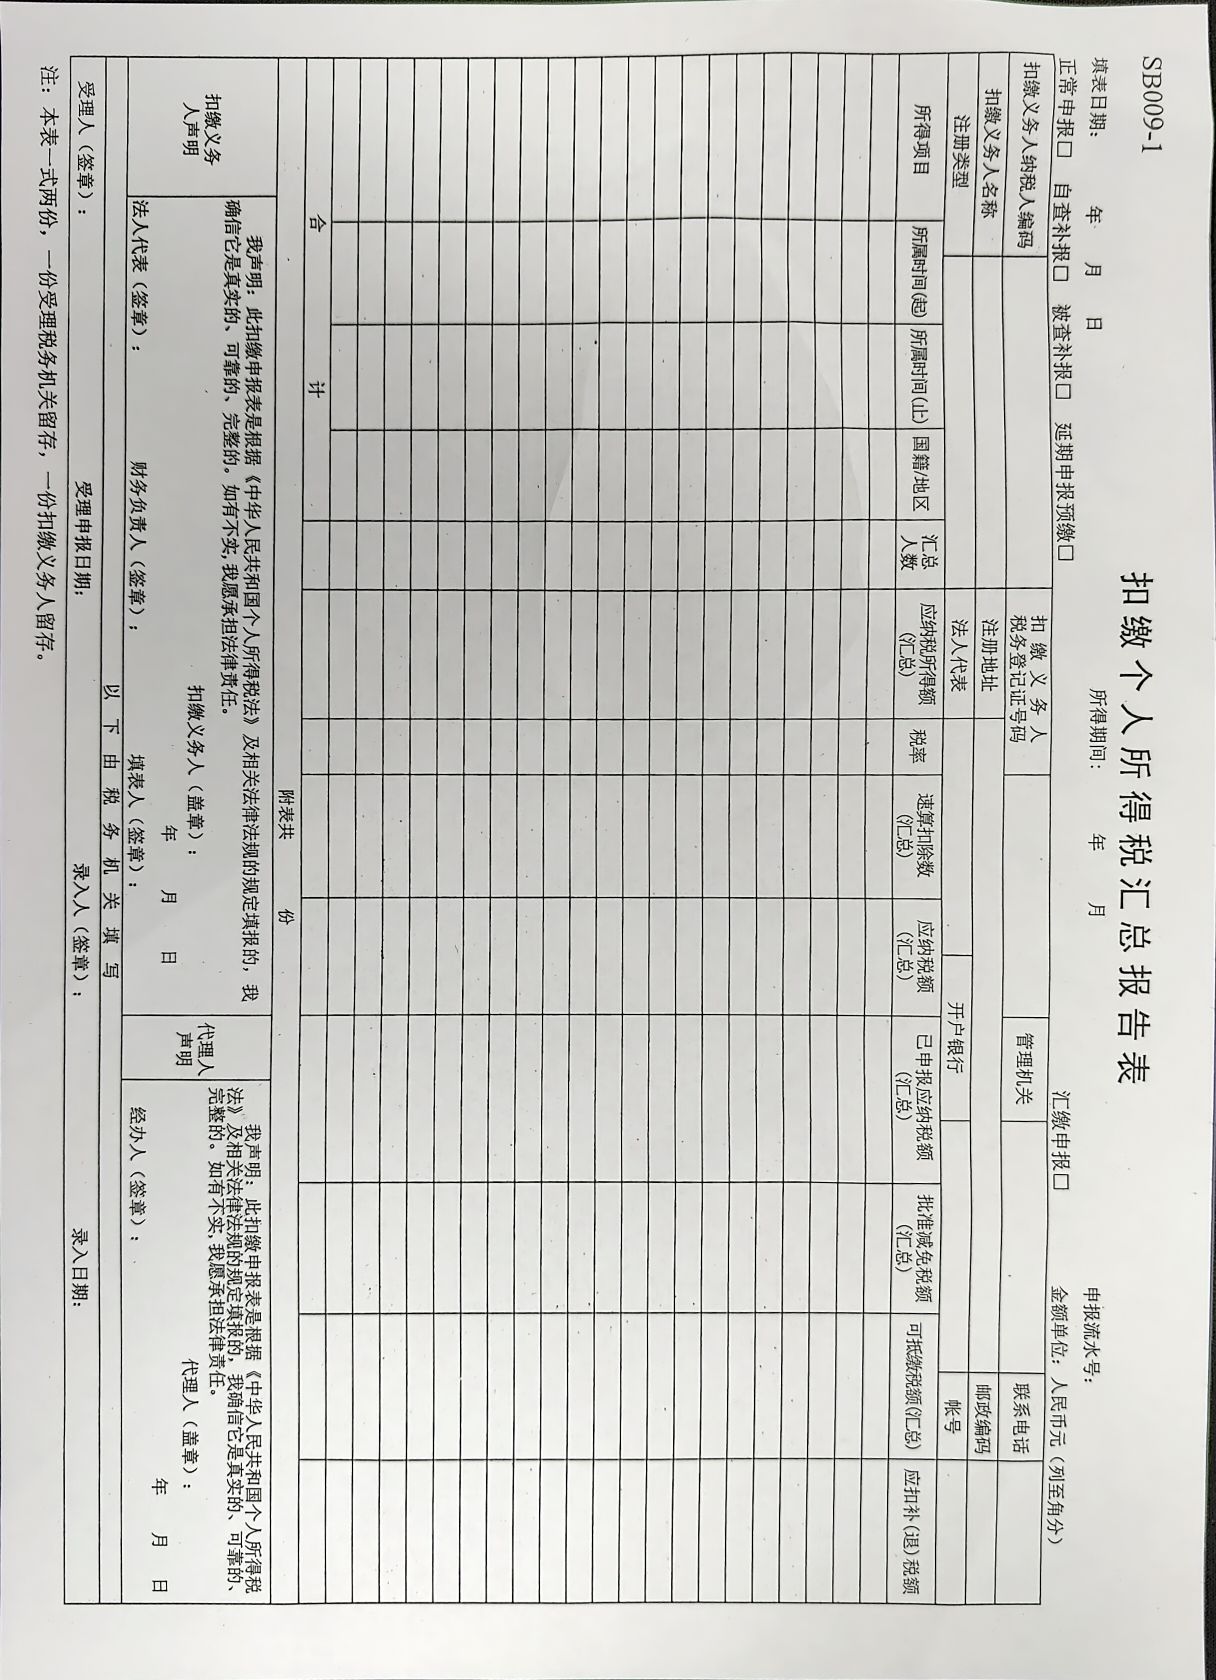 SB009-1
扣缴个人所得税汇总报告表
填表日期： 年 月 日 所得期间： 年 月 申报流水号：
正常申报□ 自查补报□ 被查补报□ 延期申报预缴□ 汇缴申报□ 金额单位：人民币元（列至角分）
扣缴义务人纳税人编码 扣缴义务人税务登记证号码 管理机关 联系电话
扣缴义务人名称 注册地址 邮政编码
注册类型 法人代表 开户银行 帐号
所得项目 所属时间(起) 所属时间(止) 国籍/地区 汇总人数 应纳税所得额(汇总) 税率 速算扣除数(汇总) 应纳税额(汇总) 已申报应纳税额(汇总) 批准减免税额(汇总) 可抵缴税额(汇总) 应扣补(退)税额
合 计
附表共 份
扣缴义务人声明
我声明：此扣缴申报表是根据《中华人民共和国个人所得税法》及相关法律法规的规定填报的，我
确信它是真实的、可靠的、完整的。如有不实,我愿承担法律责任。
扣缴义务人（盖章）：
年 月 日
法人代表（签章）： 财务负责人（签章）： 填表人（签章）：
代理人声明
我声明：此扣缴申报表是根据《中华人民共和国个人所得税
法》及相关法律法规的规定填报的，我确信它是真实的、可靠的、
完整的。如有不实,我愿承担法律责任。
代理人（盖章）：
年 月 日
经办人（签章）：
以下由税务机关填写
受理人（签章）： 受理申报日期： 录入人（签章）： 录入日期：
注：本表一式两份，一份受理税务机关留存，一份扣缴义务人留存。